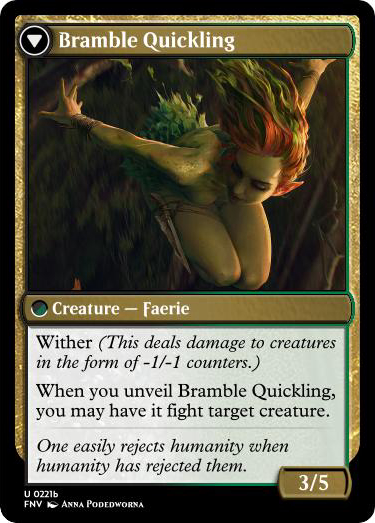 Bramble Quickling
Creature — Faerie
Wither (This deals damage to creatures
in the form of -1/-1 counters.)
When you unveil Bramble Quickling,
you may have it fight target creature.
One easily rejects humanity when
humanity has rejected them.
3/5
U 0221b
FNV Anna Podedworna